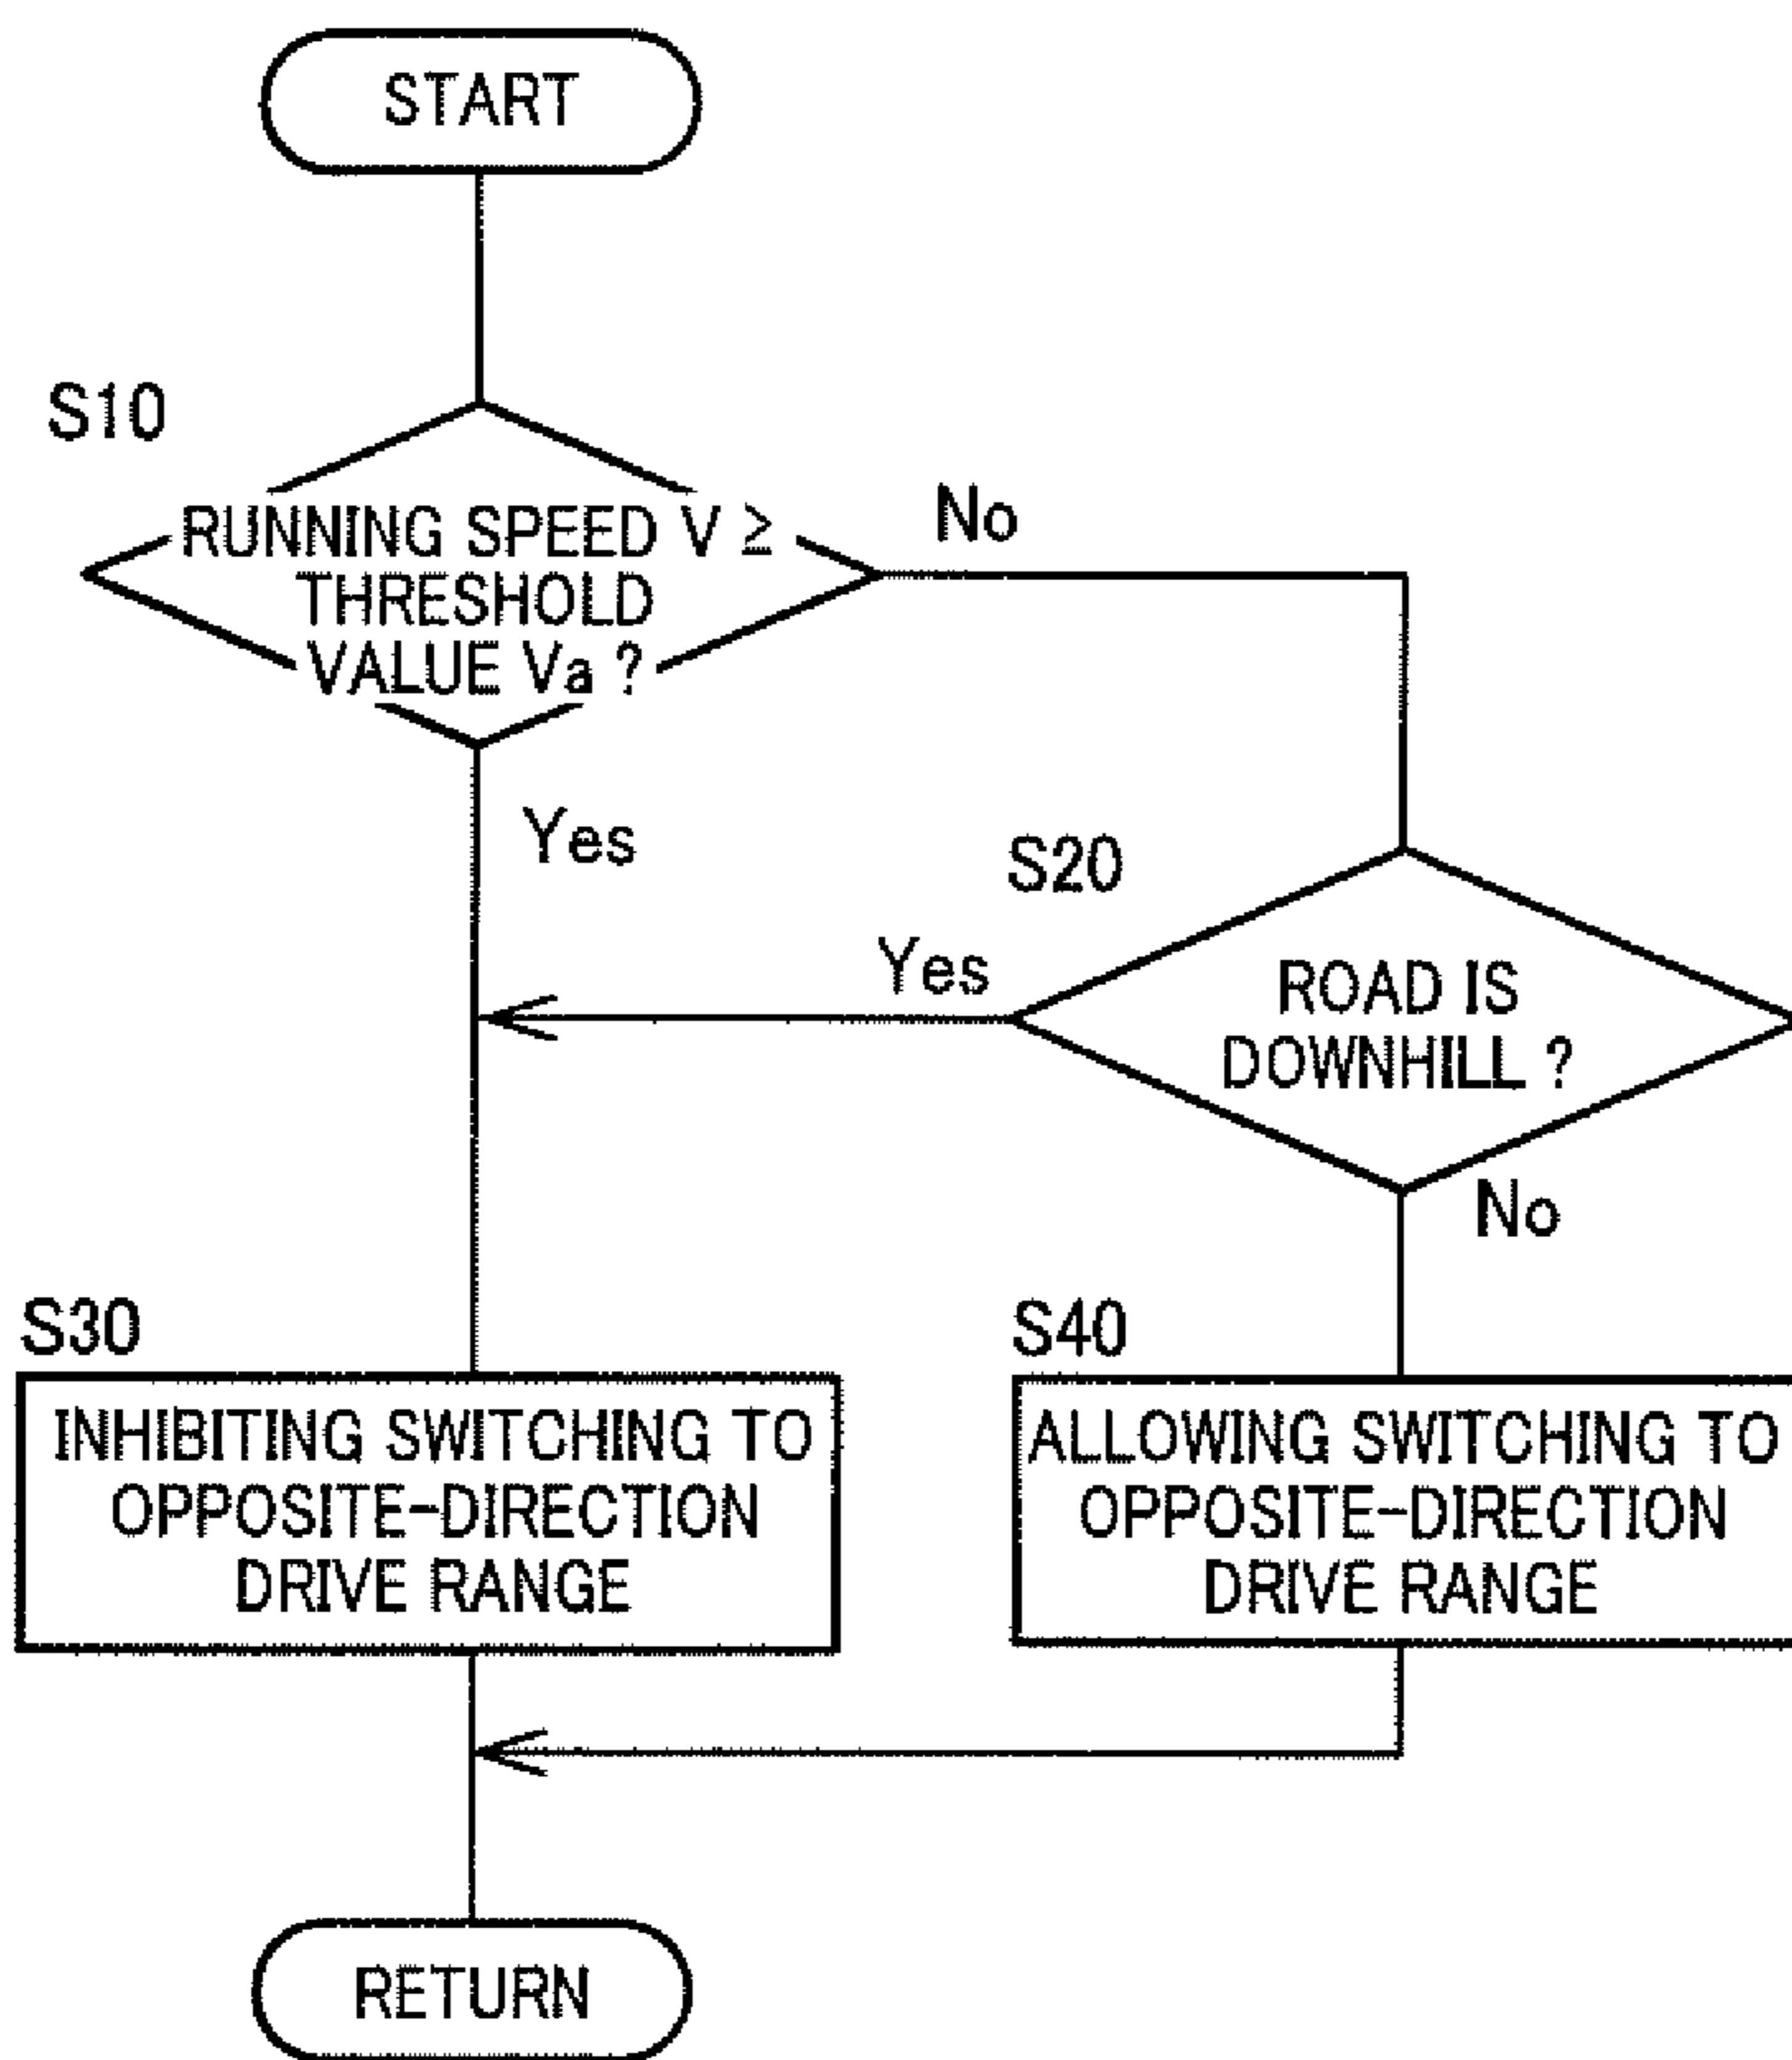 START
S10
RUNNING SPEED V ≥
THRESHOLD
VALUE Va ?
No
Yes
S20
Yes
ROAD IS
DOWNHILL ?
No
S30
INHIBITING SWITCHING TO
OPPOSITE-DIRECTION
DRIVE RANGE
S40
ALLOWING SWITCHING TO
OPPOSITE-DIRECTION
DRIVE RANGE
RETURN